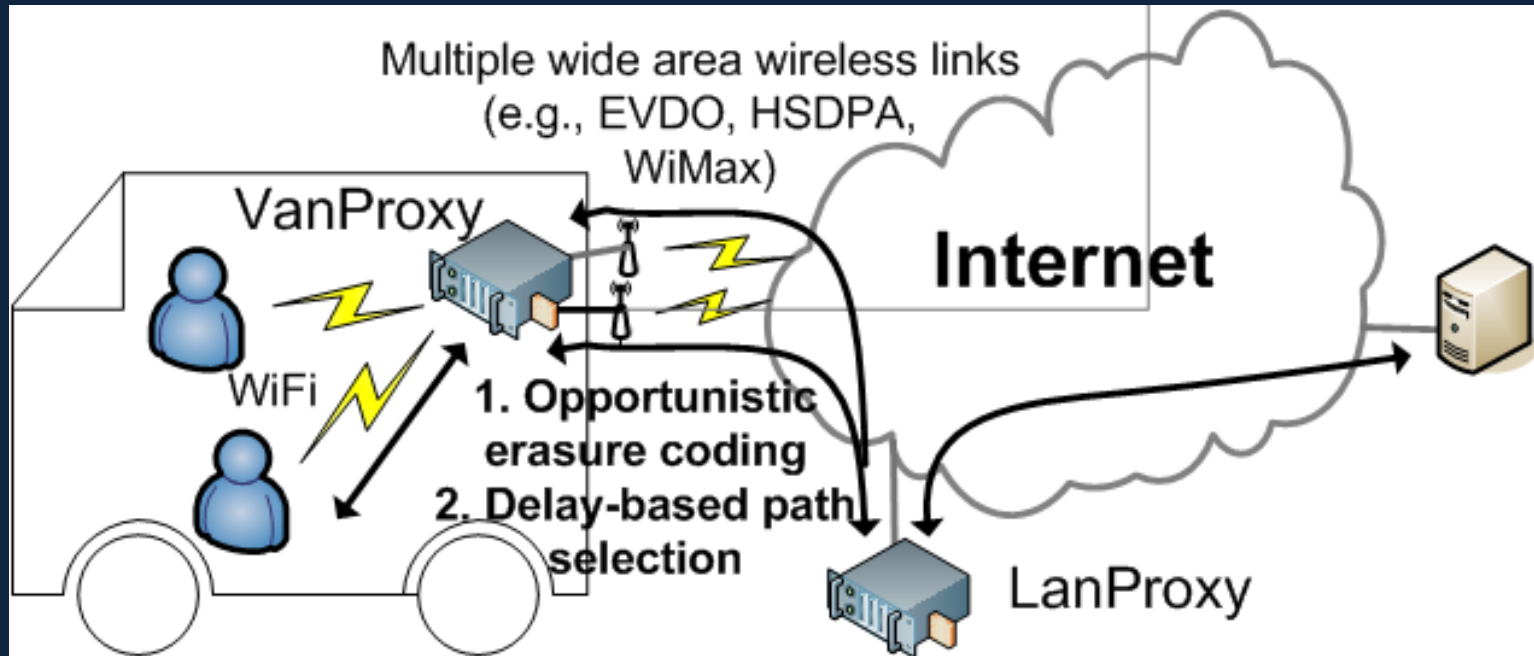 Multiple wide area wireless links
(e.g., EVDO, HSDPA,
WiMax)
VanProxy
Internet
WiFi
1. Opportunistic
erasure coding
2. Delay-based path
selection
LanProxy